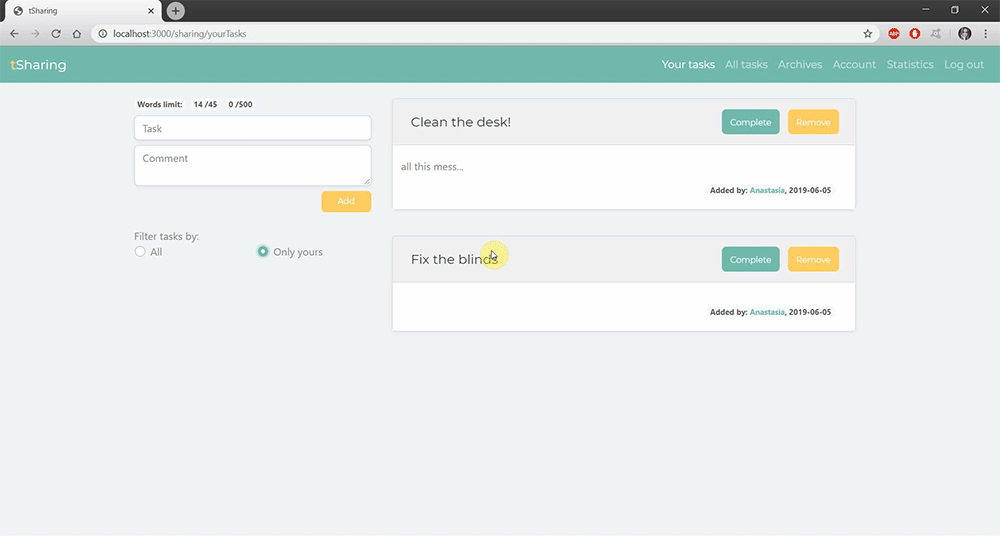 tSharing
localhost:3000/sharing/yourTasks
ABP
tSharing
Your tasks All tasks Archives Account Statistics Log out
Words limit: 14 /45 0 /500
Task
Comment
Add
Filter tasks by:
All Only yours
Clean the desk! Complete Remove
all this mess...
Added by: Anastasia, 2019-06-05
Fix the blinds Complete Remove
Added by: Anastasia, 2019-06-05